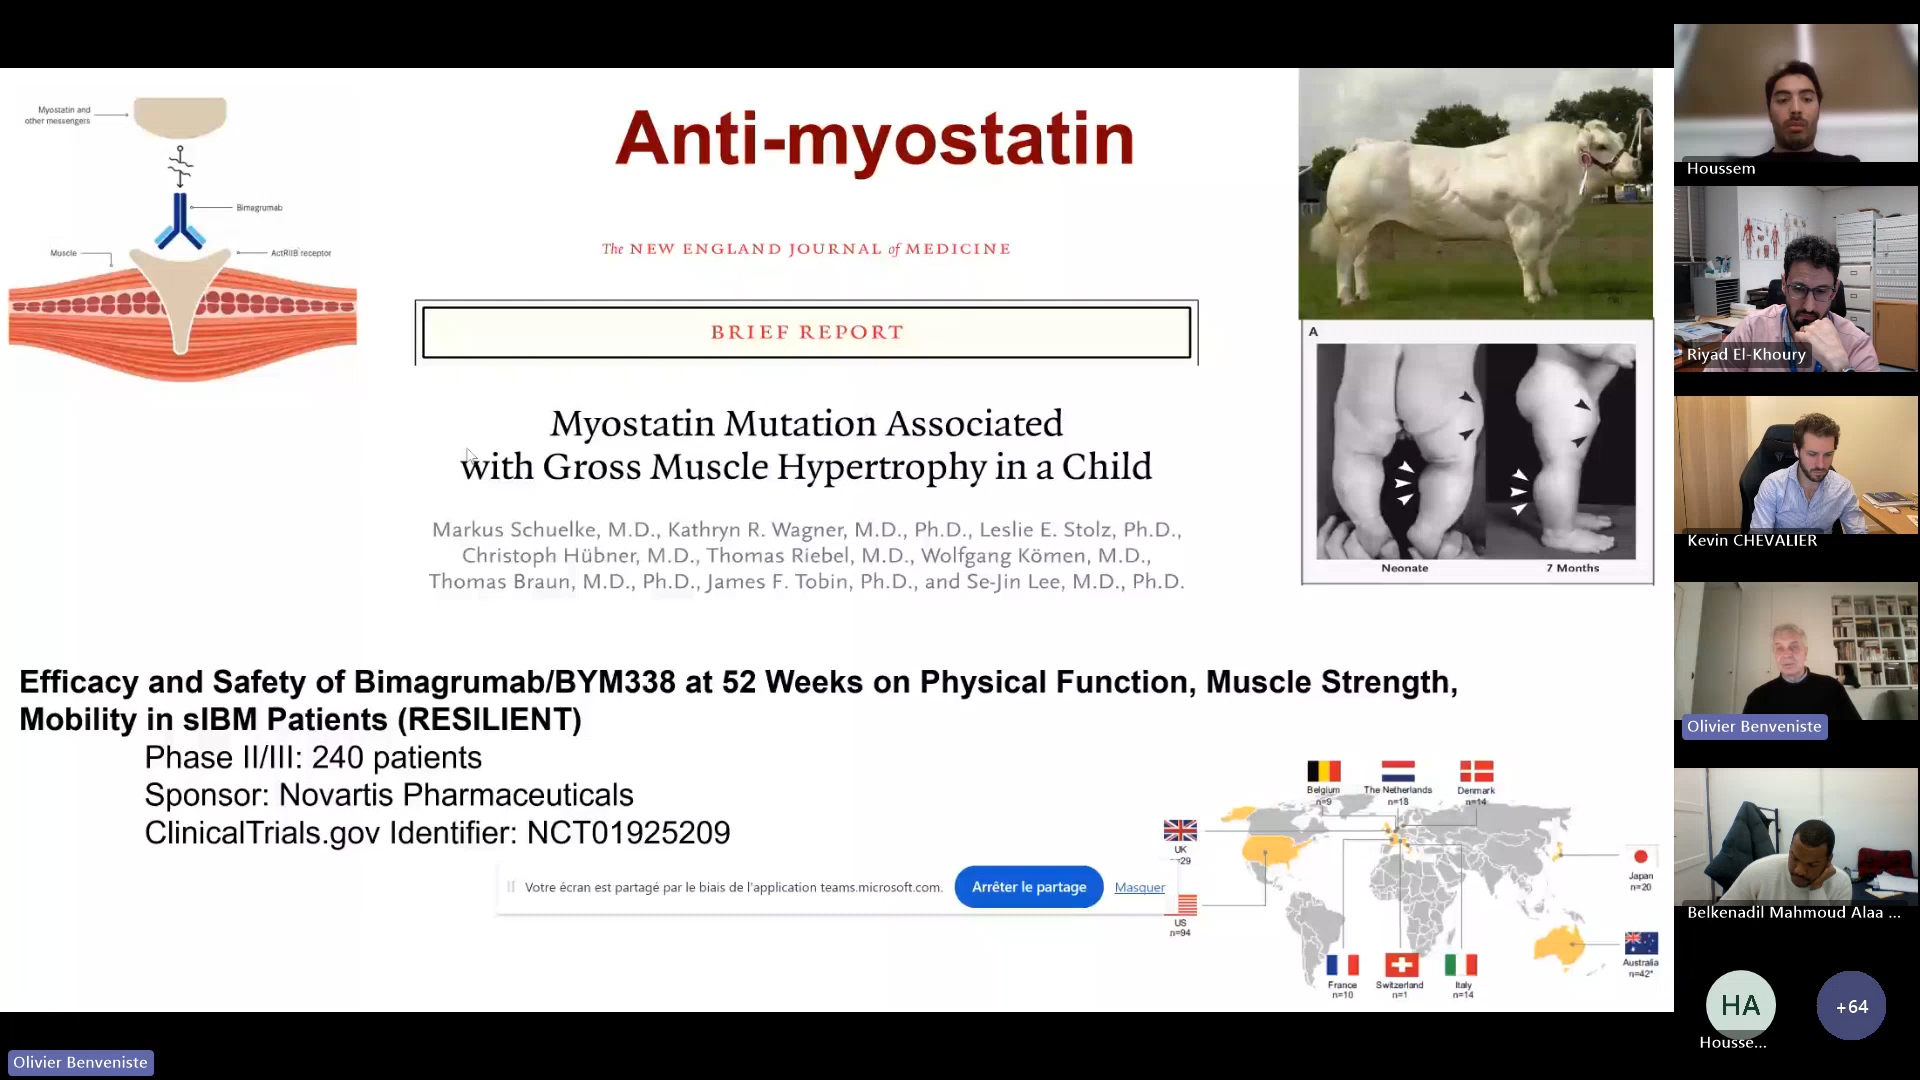 Anti-myostatin
Myostatin and
other messengers
Bimagrumab
Muscle
ActRIIB receptor
The NEW ENGLAND JOURNAL of MEDICINE
BRIEF REPORT
Myostatin Mutation Associated
with Gross Muscle Hypertrophy in a Child
Markus Schuelke, M.D., Kathryn R. Wagner, M.D., Ph.D., Leslie E. Stolz, Ph.D.,
Christoph Hübner, M.D., Thomas Riebel, M.D., Wolfgang Kömen, M.D.,
Thomas Braun, M.D., Ph.D., James F. Tobin, Ph.D., and Se-Jin Lee, M.D., Ph.D.
A
Neonate
7 Months
Efficacy and Safety of Bimagrumab/BYM338 at 52 Weeks on Physical Function, Muscle Strength,
Mobility in sIBM Patients (RESILIENT)
Phase II/III: 240 patients
Sponsor: Novartis Pharmaceuticals
ClinicalTrials.gov Identifier: NCT01925209
Belgium
n=9
The Netherlands
n=18
Denmark
n=14
UK
n=29
US
n=94
Japan
n=20
Australia
n=42*
France
n=10
Switzerland
n=1
Italy
n=14
Votre écran est partagé par le biais de l'application teams.microsoft.com.
Arrêter le partage
Masquer
Houssem
Riyad El-Khoury
Kevin CHEVALIER
Olivier Benveniste
Belkenadil Mahmoud Alaa ...
HA
Housse...
+64
Olivier Benveniste